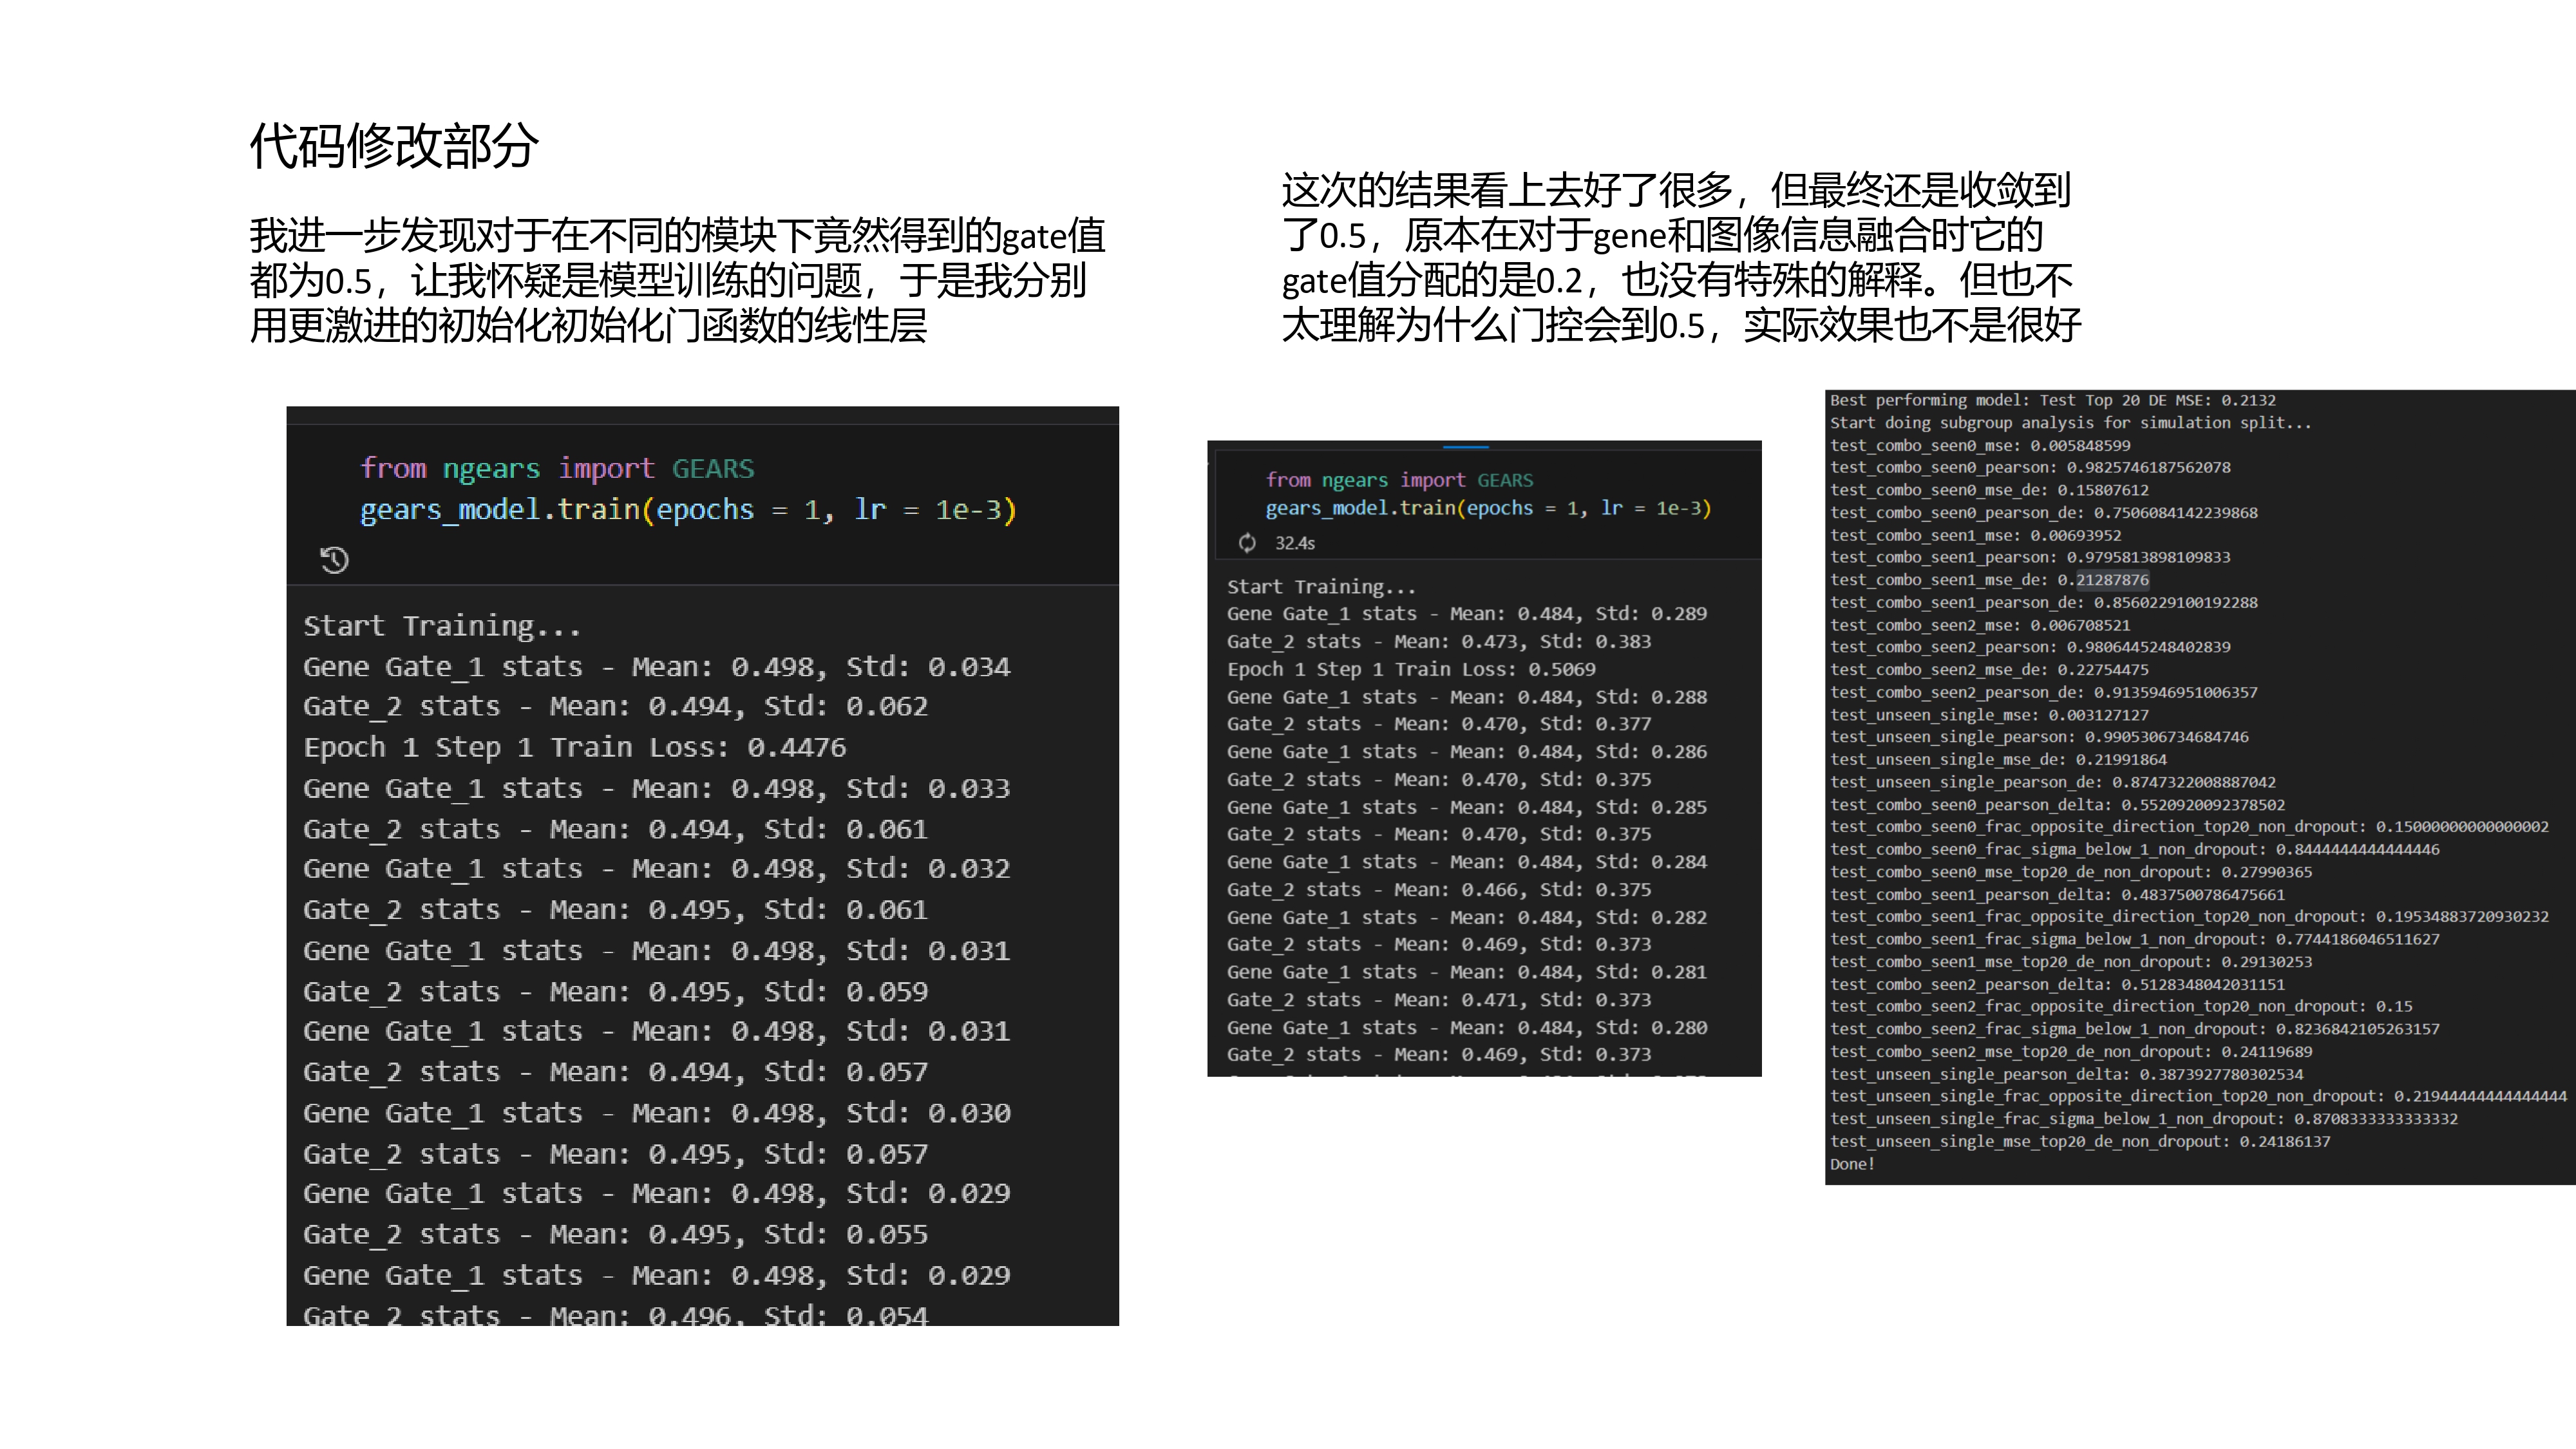 代码修改部分
我进一步发现对于在不同的模块下竟然得到的gate值
都为0.5，让我怀疑是模型训练的问题，于是我分别
用更激进的初始化初始化门函数的线性层
这次的结果看上去好了很多，但最终还是收敛到
了0.5，原本在对于gene和图像信息融合时它的
gate值分配的是0.2，也没有特殊的解释。但也不
太理解为什么门控会到0.5，实际效果也不是很好
from ngears import GEARS
gears_model.train(epochs = 1, lr = 1e-3)
Start Training...
Gene Gate_1 stats - Mean: 0.498, Std: 0.034
Gate_2 stats - Mean: 0.494, Std: 0.062
Epoch 1 Step 1 Train Loss: 0.4476
Gene Gate_1 stats - Mean: 0.498, Std: 0.033
Gate_2 stats - Mean: 0.494, Std: 0.061
Gene Gate_1 stats - Mean: 0.498, Std: 0.032
Gate_2 stats - Mean: 0.495, Std: 0.061
Gene Gate_1 stats - Mean: 0.498, Std: 0.031
Gate_2 stats - Mean: 0.495, Std: 0.059
Gene Gate_1 stats - Mean: 0.498, Std: 0.031
Gate_2 stats - Mean: 0.494, Std: 0.057
Gene Gate_1 stats - Mean: 0.498, Std: 0.030
Gate_2 stats - Mean: 0.495, Std: 0.057
Gene Gate_1 stats - Mean: 0.498, Std: 0.029
Gate_2 stats - Mean: 0.495, Std: 0.055
Gene Gate_1 stats - Mean: 0.498, Std: 0.029
Gate_2 stats - Mean: 0.496, Std: 0.054
from ngears import GEARS
gears_model.train(epochs = 1, lr = 1e-3)
32.4s
Start Training...
Gene Gate_1 stats - Mean: 0.484, Std: 0.289
Gate_2 stats - Mean: 0.473, Std: 0.383
Epoch 1 Step 1 Train Loss: 0.5069
Gene Gate_1 stats - Mean: 0.484, Std: 0.288
Gate_2 stats - Mean: 0.470, Std: 0.377
Gene Gate_1 stats - Mean: 0.484, Std: 0.286
Gate_2 stats - Mean: 0.470, Std: 0.375
Gene Gate_1 stats - Mean: 0.484, Std: 0.285
Gate_2 stats - Mean: 0.470, Std: 0.375
Gene Gate_1 stats - Mean: 0.484, Std: 0.284
Gate_2 stats - Mean: 0.466, Std: 0.375
Gene Gate_1 stats - Mean: 0.484, Std: 0.282
Gate_2 stats - Mean: 0.469, Std: 0.373
Gene Gate_1 stats - Mean: 0.484, Std: 0.281
Gate_2 stats - Mean: 0.471, Std: 0.373
Gene Gate_1 stats - Mean: 0.484, Std: 0.280
Gate_2 stats - Mean: 0.469, Std: 0.373
Best performing model: Test Top 20 DE MSE: 0.2132
Start doing subgroup analysis for simulation split...
test_combo_seen0_mse: 0.005848599
test_combo_seen0_pearson: 0.9825746187562078
test_combo_seen0_mse_de: 0.15807612
test_combo_seen0_pearson_de: 0.7506084142239868
test_combo_seen1_mse: 0.00693952
test_combo_seen1_pearson: 0.9795813898109833
test_combo_seen1_mse_de: 0.21287876
test_combo_seen1_pearson_de: 0.8560229100192288
test_combo_seen2_mse: 0.006708521
test_combo_seen2_pearson: 0.9806445248402839
test_combo_seen2_mse_de: 0.22754475
test_combo_seen2_pearson_de: 0.9135946951006357
test_unseen_single_mse: 0.003127127
test_unseen_single_pearson: 0.9905306734684746
test_unseen_single_mse_de: 0.21991864
test_unseen_single_pearson_de: 0.8747322008887042
test_combo_seen0_pearson_delta: 0.5520920092378502
test_combo_seen0_frac_opposite_direction_top20_non_dropout: 0.15000000000000002
test_combo_seen0_frac_sigma_below_1_non_dropout: 0.8444444444444446
test_combo_seen0_mse_top20_de_non_dropout: 0.27990365
test_combo_seen1_pearson_delta: 0.4837500786475661
test_combo_seen1_frac_opposite_direction_top20_non_dropout: 0.19534883720930232
test_combo_seen1_frac_sigma_below_1_non_dropout: 0.7744186046511627
test_combo_seen1_mse_top20_de_non_dropout: 0.29130253
test_combo_seen2_pearson_delta: 0.5128348042031151
test_combo_seen2_frac_opposite_direction_top20_non_dropout: 0.15
test_combo_seen2_frac_sigma_below_1_non_dropout: 0.8236842105263157
test_combo_seen2_mse_top20_de_non_dropout: 0.24119689
test_unseen_single_pearson_delta: 0.3873927780302534
test_unseen_single_frac_opposite_direction_top20_non_dropout: 0.21944444444444444
test_unseen_single_frac_sigma_below_1_non_dropout: 0.8708333333333332
test_unseen_single_mse_top20_de_non_dropout: 0.24186137
Done!